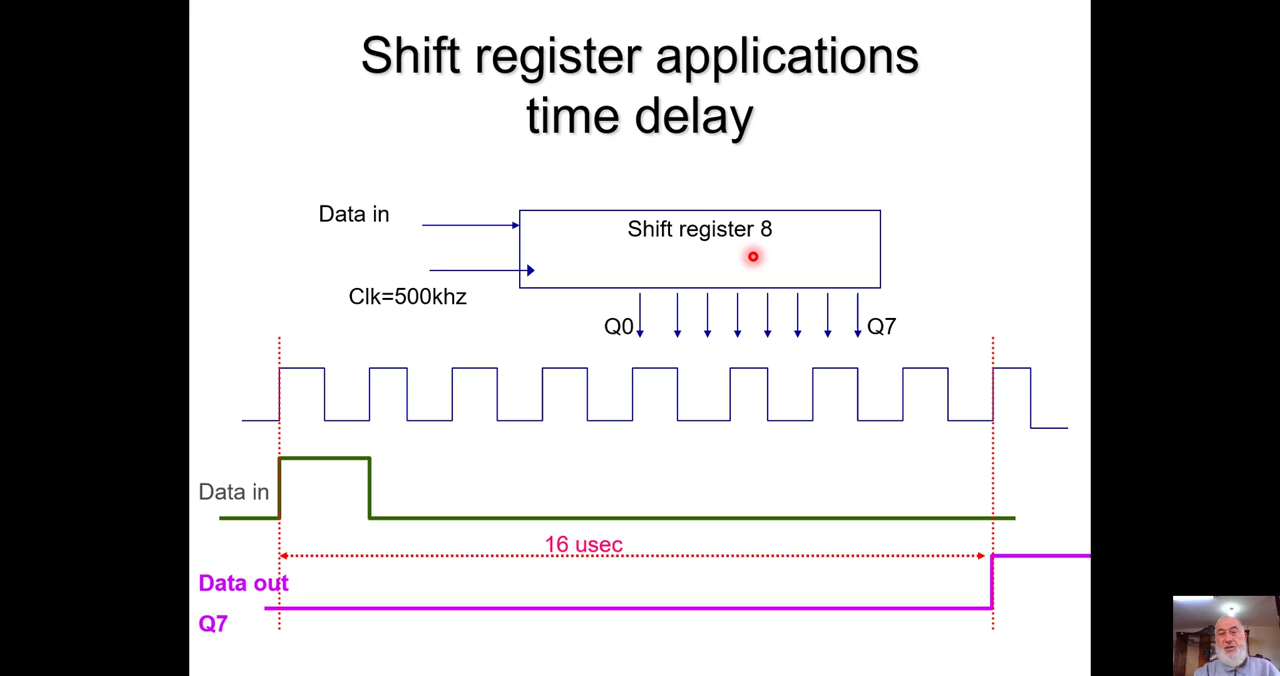 Shift register applications
time delay
Data in
Shift register 8
Clk=500khz
Q0
Q7
Data in
16 usec
Data out
Q7